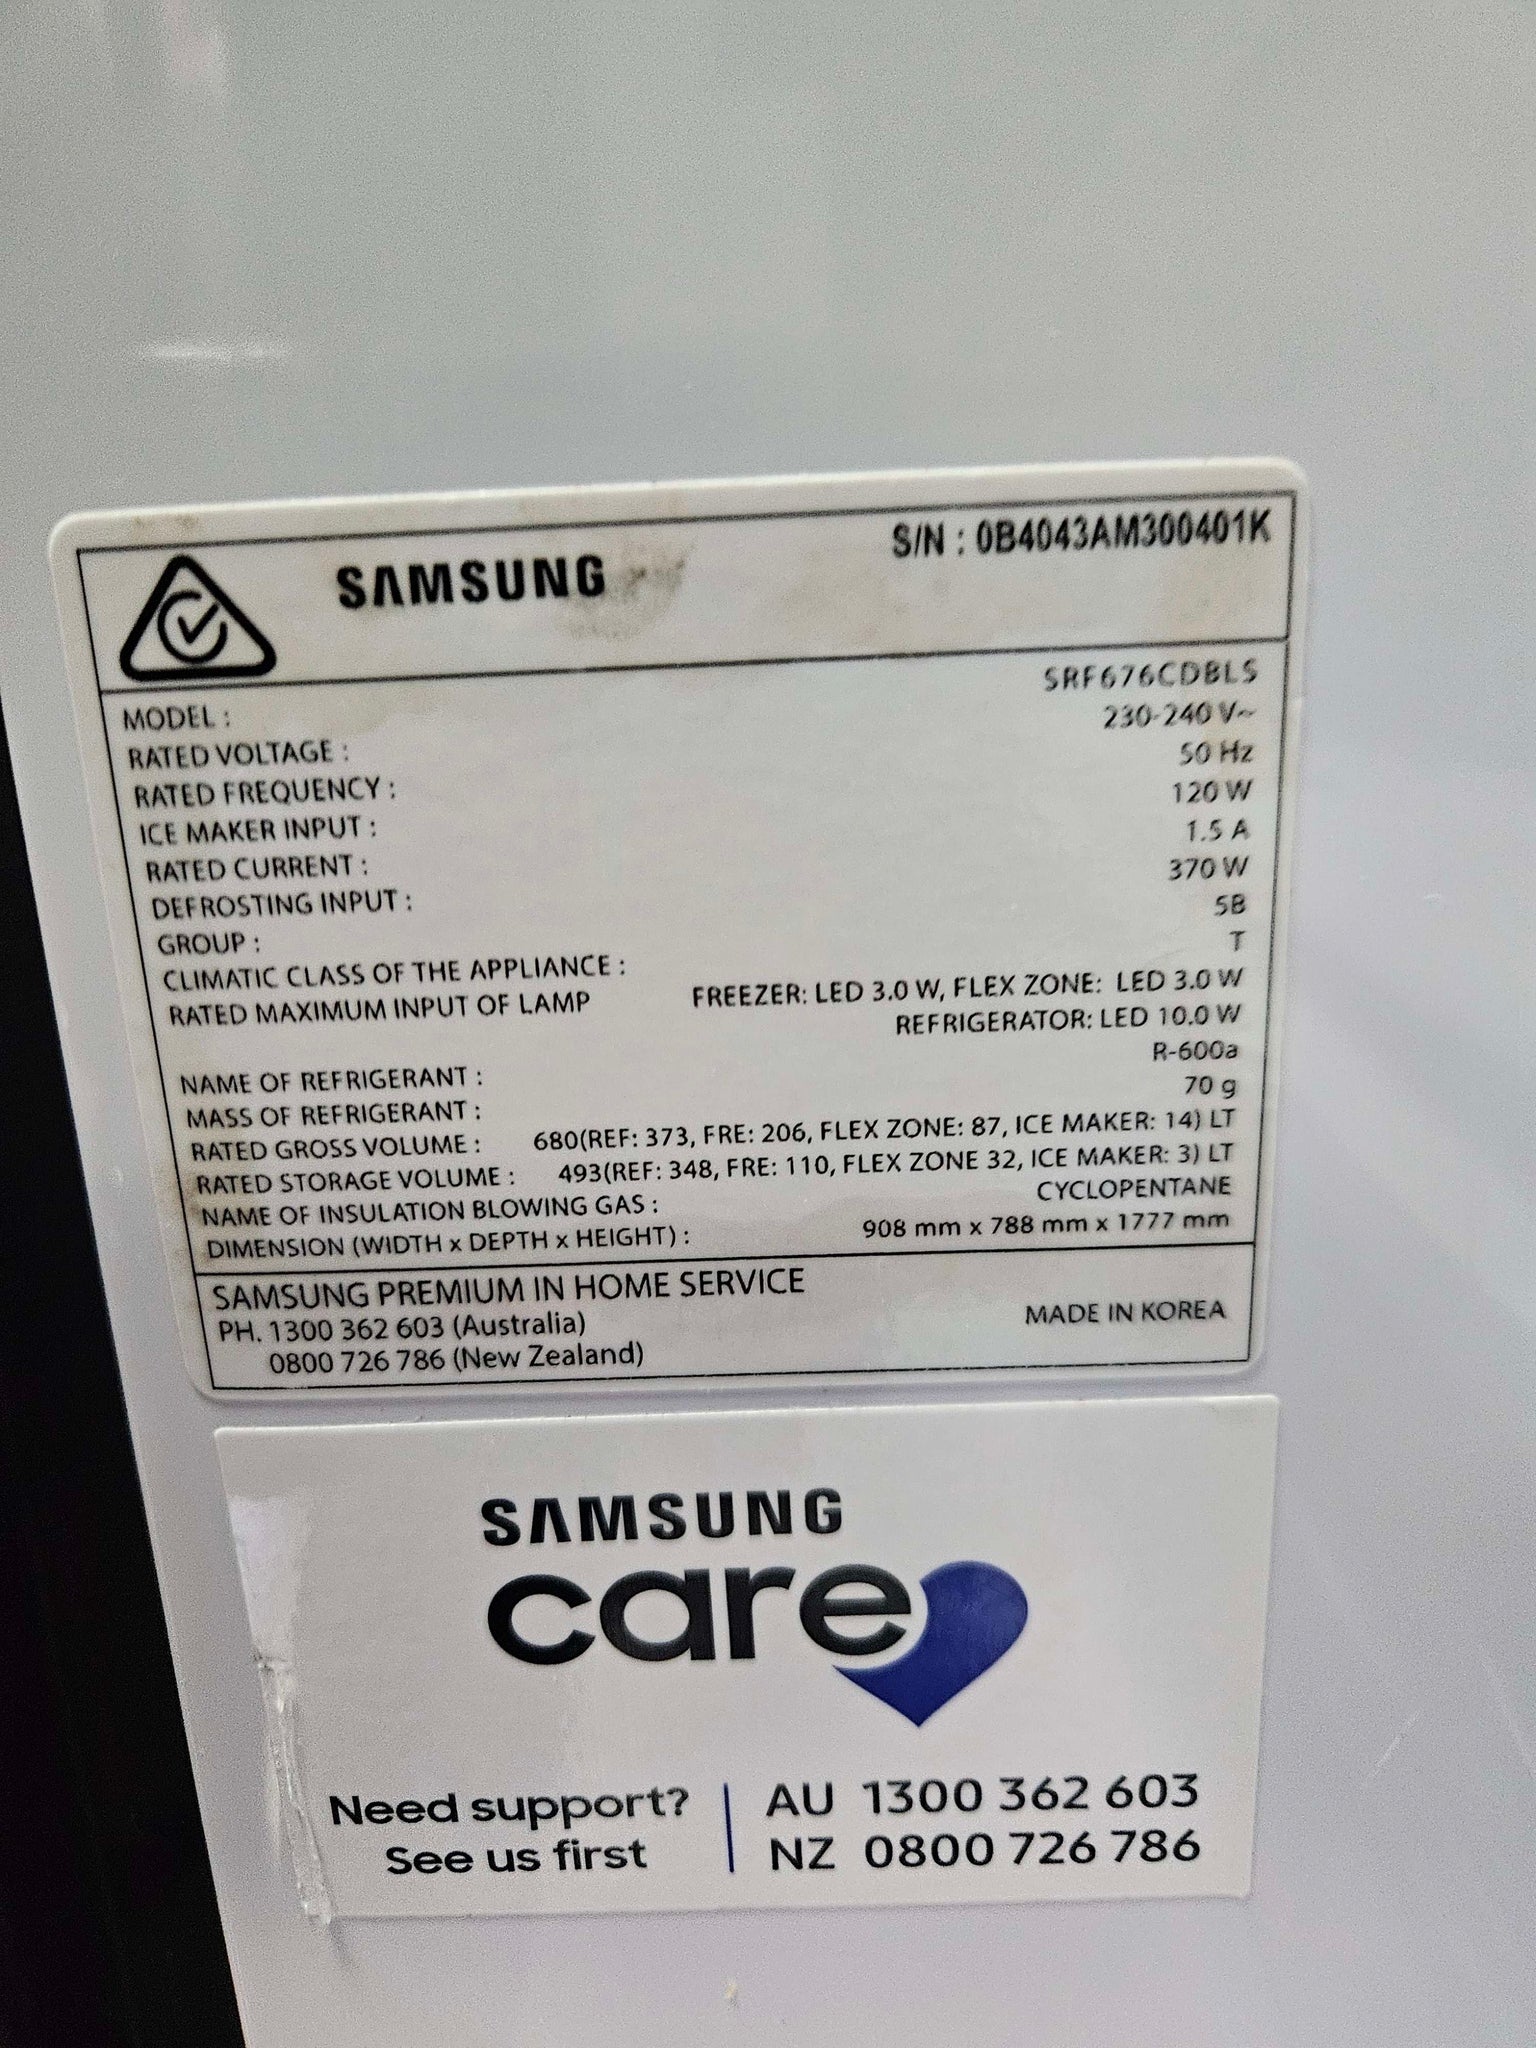 SAMSUNG
S/N : 0B4043AM300401K
MODEL : SRF676CDBLS
RATED VOLTAGE : 230-240 V~
RATED FREQUENCY : 50 Hz
ICE MAKER INPUT : 120 W
RATED CURRENT : 1.5 A
DEFROSTING INPUT : 370 W
GROUP : 5B
CLIMATIC CLASS OF THE APPLIANCE : T
RATED MAXIMUM INPUT OF LAMP FREEZER: LED 3.0 W, FLEX ZONE: LED 3.0 W
REFRIGERATOR: LED 10.0 W
NAME OF REFRIGERANT : R-600a
MASS OF REFRIGERANT : 70 g
RATED GROSS VOLUME : 680(REF: 373, FRE: 206, FLEX ZONE: 87, ICE MAKER: 14) LT
RATED STORAGE VOLUME : 493(REF: 348, FRE: 110, FLEX ZONE 32, ICE MAKER: 3) LT
NAME OF INSULATION BLOWING GAS : CYCLOPENTANE
DIMENSION (WIDTH x DEPTH x HEIGHT) : 908 mm x 788 mm x 1777 mm
SAMSUNG PREMIUM IN HOME SERVICE
PH. 1300 362 603 (Australia)
0800 726 786 (New Zealand)
MADE IN KOREA
SAMSUNG
care
Need support?
See us first
AU 1300 362 603
NZ 0800 726 786